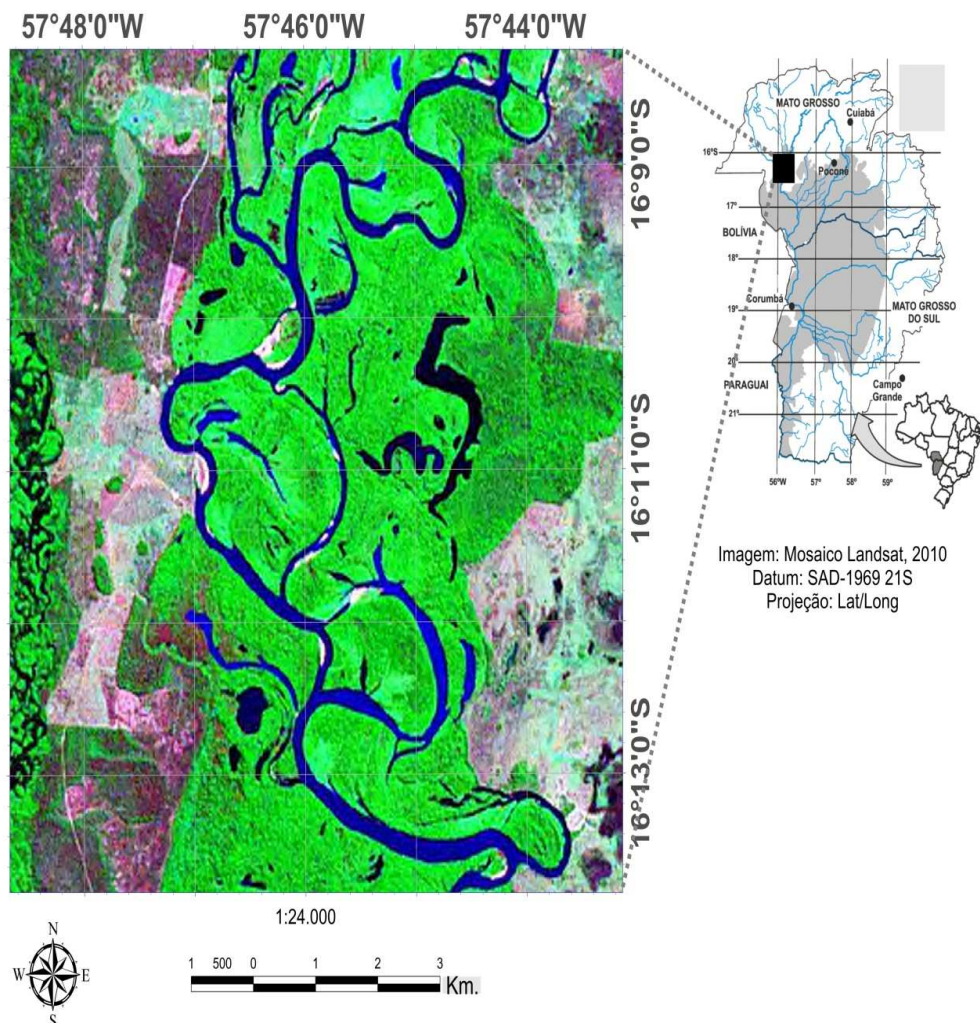 57°48'0"W
57°46'0"W
57°44'0"W
16°9'0"S
16°11'0"S
16°13'0"S
MATO GROSSO
Cuiabá
16°S
Poconé
17°
BOLÍVIA
18°
Corumbá
19°
MATO GROSSO
DO SUL
20°
PARAGUAI
Campo
Grande
21°
56°W
57°
58°
59°
Imagem: Mosaico Landsat, 2010
Datum: SAD-1969 21S
Projeção: Lat/Long
1:24.000
N
W
E
S
1 500 0 1 2 3
Km.